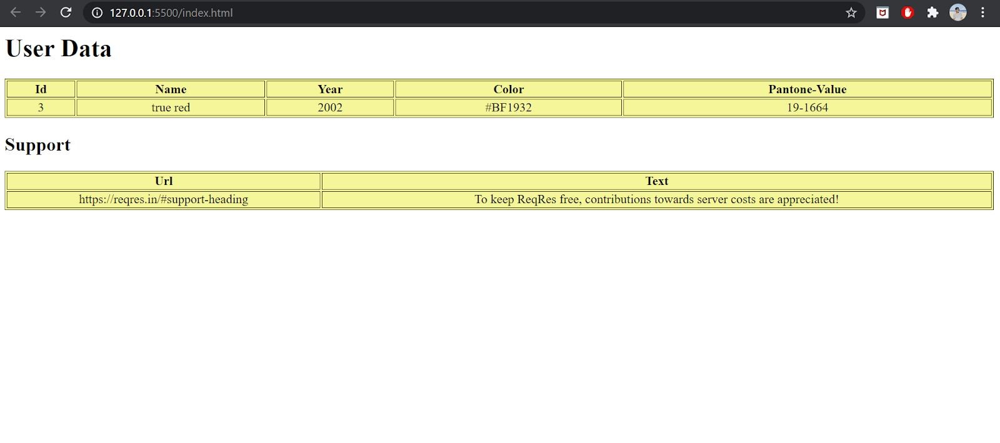 127.0.0.1:5500/index.html
User Data
Id Name Year Color Pantone-Value
3 true red 2002 #BF1932 19-1664
Support
Url Text
https://reqres.in/#support-heading To keep ReqRes free, contributions towards server costs are appreciated!